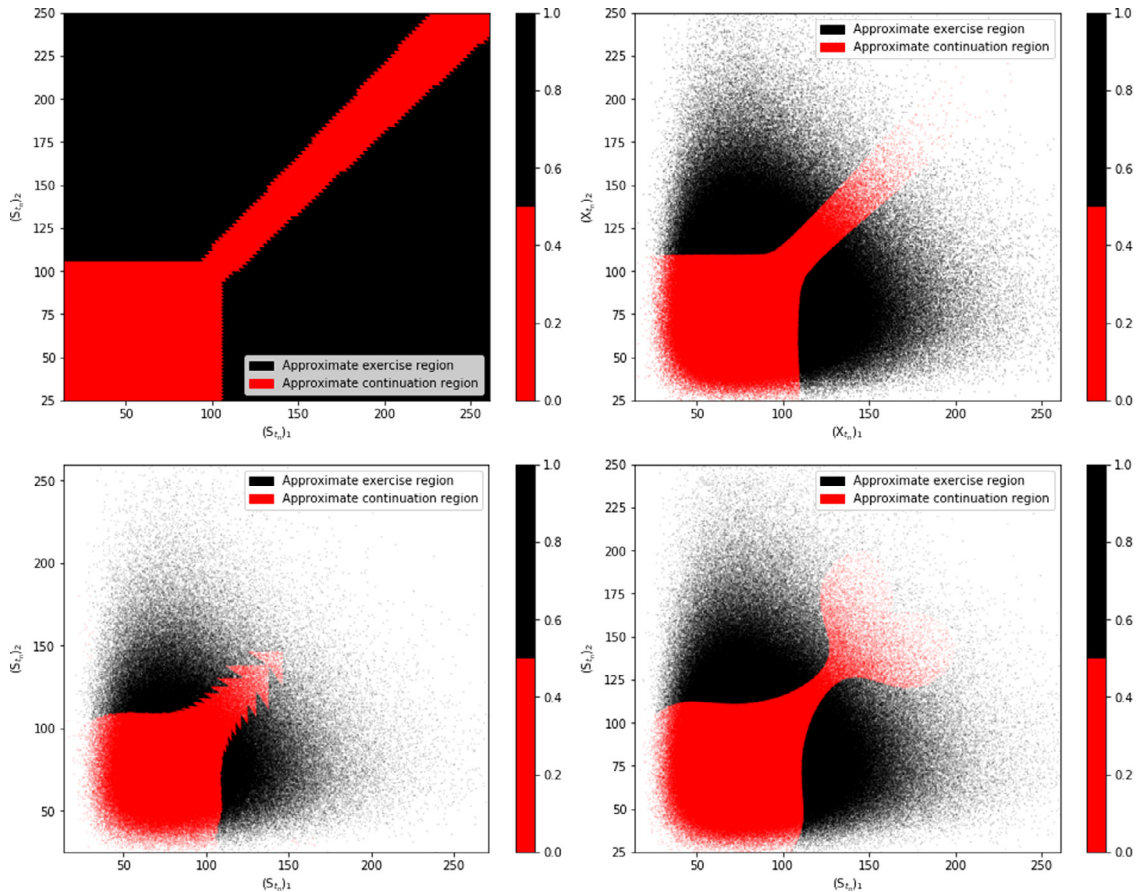 250
225
200
175
150
125
100
75
50
25
50 100 150 200 250
(S_{t_n})_1
(S_{t_n})_2
Approximate exercise region
Approximate continuation region
1.0
0.8
0.6
0.4
0.2
0.0
250
225
200
175
150
125
100
75
50
25
50 100 150 200 250
(X_{t_n})_1
(X_{t_n})_2
Approximate exercise region
Approximate continuation region
1.0
0.8
0.6
0.4
0.2
0.0
250
200
150
100
50
50 100 150 200 250
(S_{t_n})_1
(S_{t_n})_2
Approximate exercise region
Approximate continuation region
1.0
0.8
0.6
0.4
0.2
0.0
250
225
200
175
150
125
100
75
50
25
50 100 150 200 250
(S_{t_n})_1
(S_{t_n})_2
Approximate exercise region
Approximate continuation region
1.0
0.8
0.6
0.4
0.2
0.0